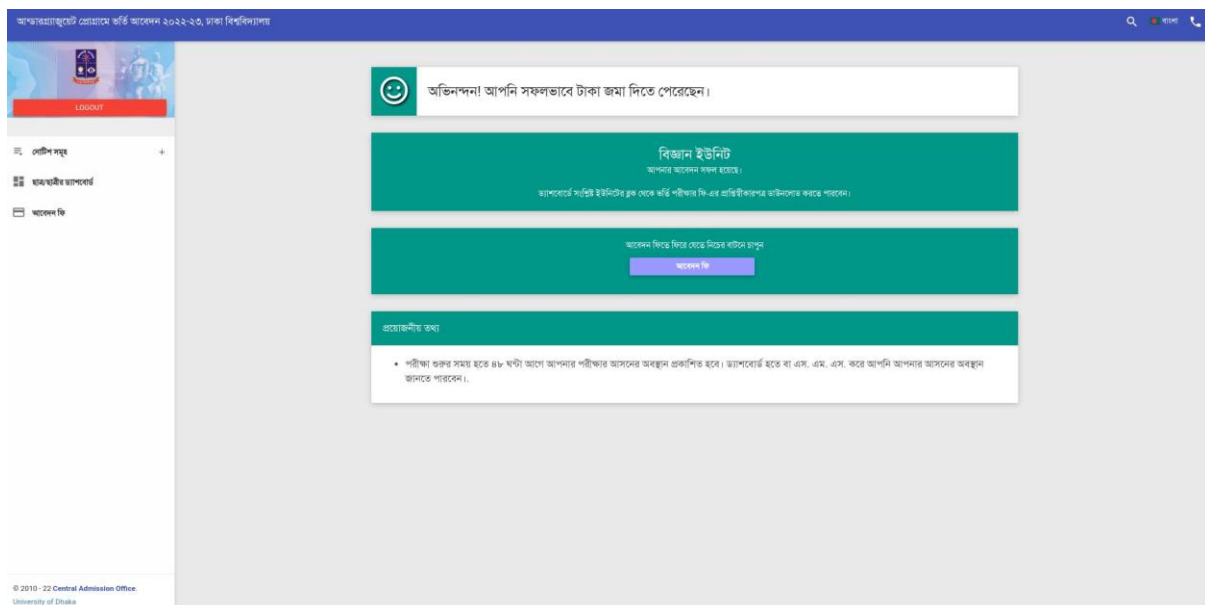 আন্ডারগ্র্যাজুয়েট প্রোগ্রামে ভর্তি আবেদন ২০২২-২৩, ঢাকা বিশ্ববিদ্যালয়
বাংলা
LOGOUT
নোটিশ সমূহ +
ছাত্র/ছাত্রীর ড্যাশবোর্ড
আবেদন ফি
অভিনন্দন! আপনি সফলভাবে টাকা জমা দিতে পেরেছেন।
বিজ্ঞান ইউনিট
আপনার আবেদন সফল হয়েছে।
ড্যাশবোর্ডে সংশ্লিষ্ট ইউনিটের ব্লক থেকে ভর্তি পরীক্ষার ফি-এর প্রাপ্তিস্বীকারপত্র ডাউনলোড করতে পারবেন।
আবেদন ফিতে ফিরে যেতে নিচের বাটনে চাপুন
আবেদন ফি
প্রয়োজনীয় তথ্য
• পরীক্ষা শুরুর সময় হতে ৪৮ ঘন্টা আগে আপনার পরীক্ষার আসনের অবস্থান প্রকাশিত হবে। ড্যাশবোর্ড হতে বা এস. এম. এস. করে আপনি আপনার আসনের অবস্থান
জানতে পারবেন।.
© 2010 - 22 Central Admission Office.
University of Dhaka